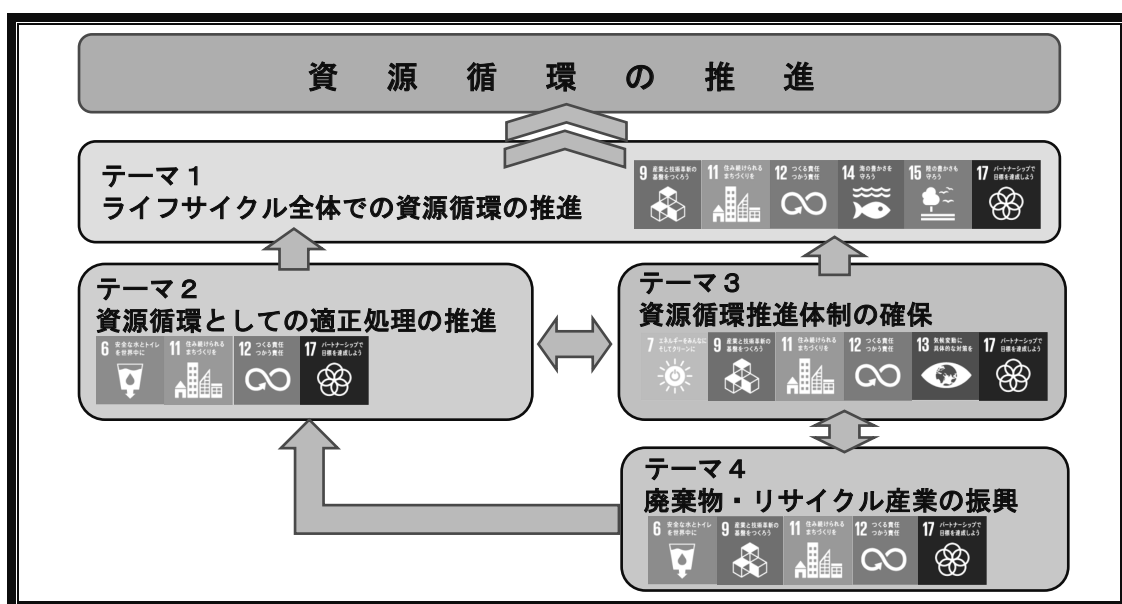 資源循環の推進
テーマ1
ライフサイクル全体での資源循環の推進
9 産業と技術革新の
基盤をつくろう
11 住み続けられる
まちづくりを
12 つくる責任
つかう責任
14 海の豊かさを
守ろう
15 陸の豊かさも
守ろう
17 パートナーシップで
目標を達成しよう
テーマ2
資源循環としての適正処理の推進
6 安全な水とトイレ
を世界中に
11 住み続けられる
まちづくりを
12 つくる責任
つかう責任
17 パートナーシップで
目標を達成しよう
テーマ3
資源循環推進体制の確保
7 エネルギーをみんなに
そしてクリーンに
9 産業と技術革新の
基盤をつくろう
11 住み続けられる
まちづくりを
12 つくる責任
つかう責任
13 気候変動に
具体的な対策を
17 パートナーシップで
目標を達成しよう
テーマ4
廃棄物・リサイクル産業の振興
6 安全な水とトイレ
を世界中に
9 産業と技術革新の
基盤をつくろう
11 住み続けられる
まちづくりを
12 つくる責任
つかう責任
17 パートナーシップで
目標を達成しよう